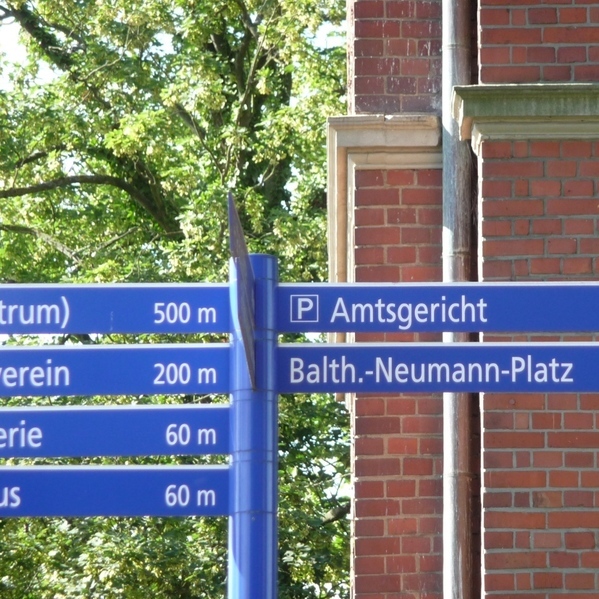 trum) 500 m
verein 200 m
erie 60 m
us 60 m
P Amtsgericht
Balth.-Neumann-Platz